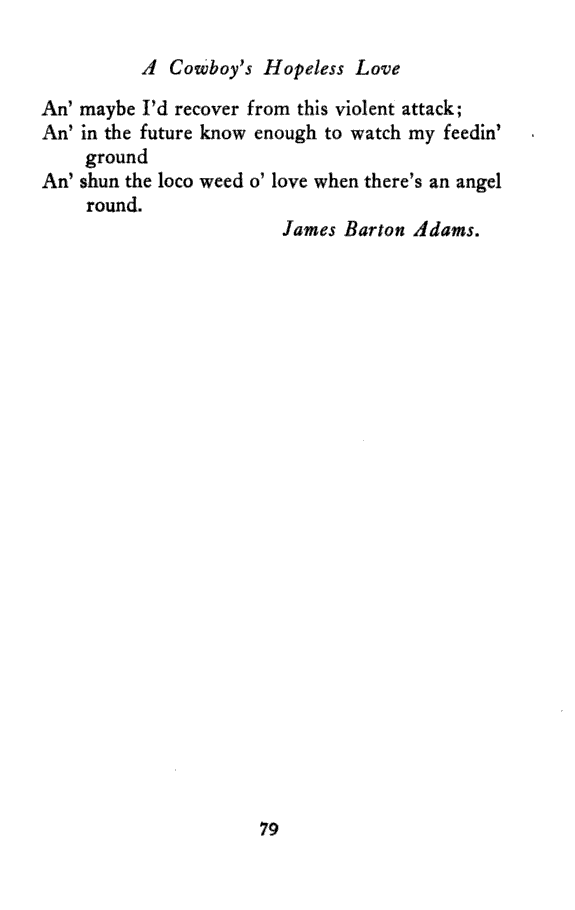 A Cowboy's Hopeless Love
An' maybe I'd recover from this violent attack;
An' in the future know enough to watch my feedin'
ground
An' shun the loco weed o' love when there's an angel
round.
James Barton Adams.
79